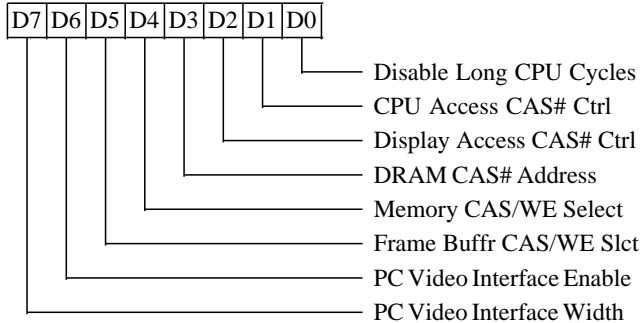 D7 D6 D5 D4 D3 D2 D1 D0
Disable Long CPU Cycles
CPU Access CAS# Ctrl
Display Access CAS# Ctrl
DRAM CAS# Address
Memory CAS/WE Select
Frame Buffr CAS/WE Slct
PC Video Interface Enable
PC Video Interface Width